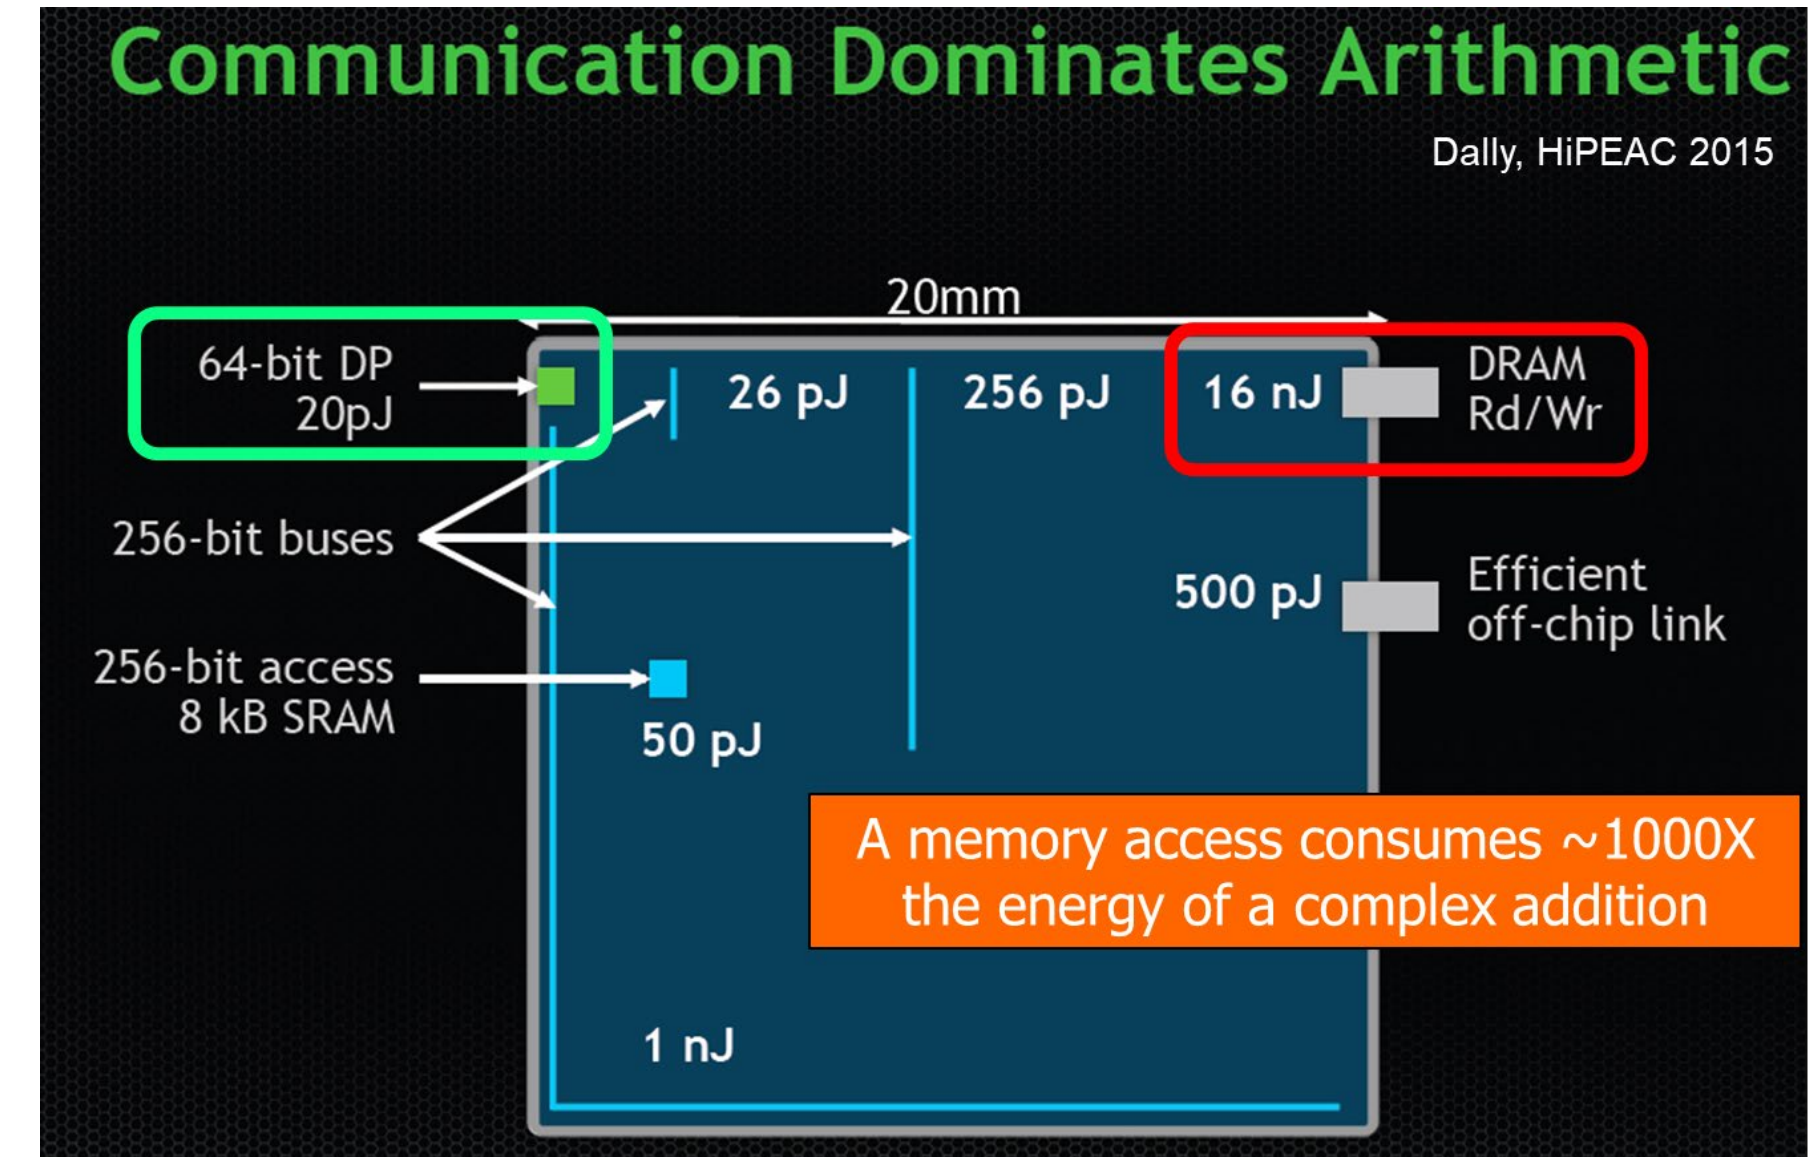 Communication Dominates Arithmetic
Dally, HiPEAC 2015
20mm
64-bit DP
20pJ
26 pJ
256 pJ
16 nJ
DRAM
Rd/Wr
256-bit buses
500 pJ
Efficient
off-chip link
256-bit access
8 kB SRAM
50 pJ
A memory access consumes ~1000X
the energy of a complex addition
1 nJ